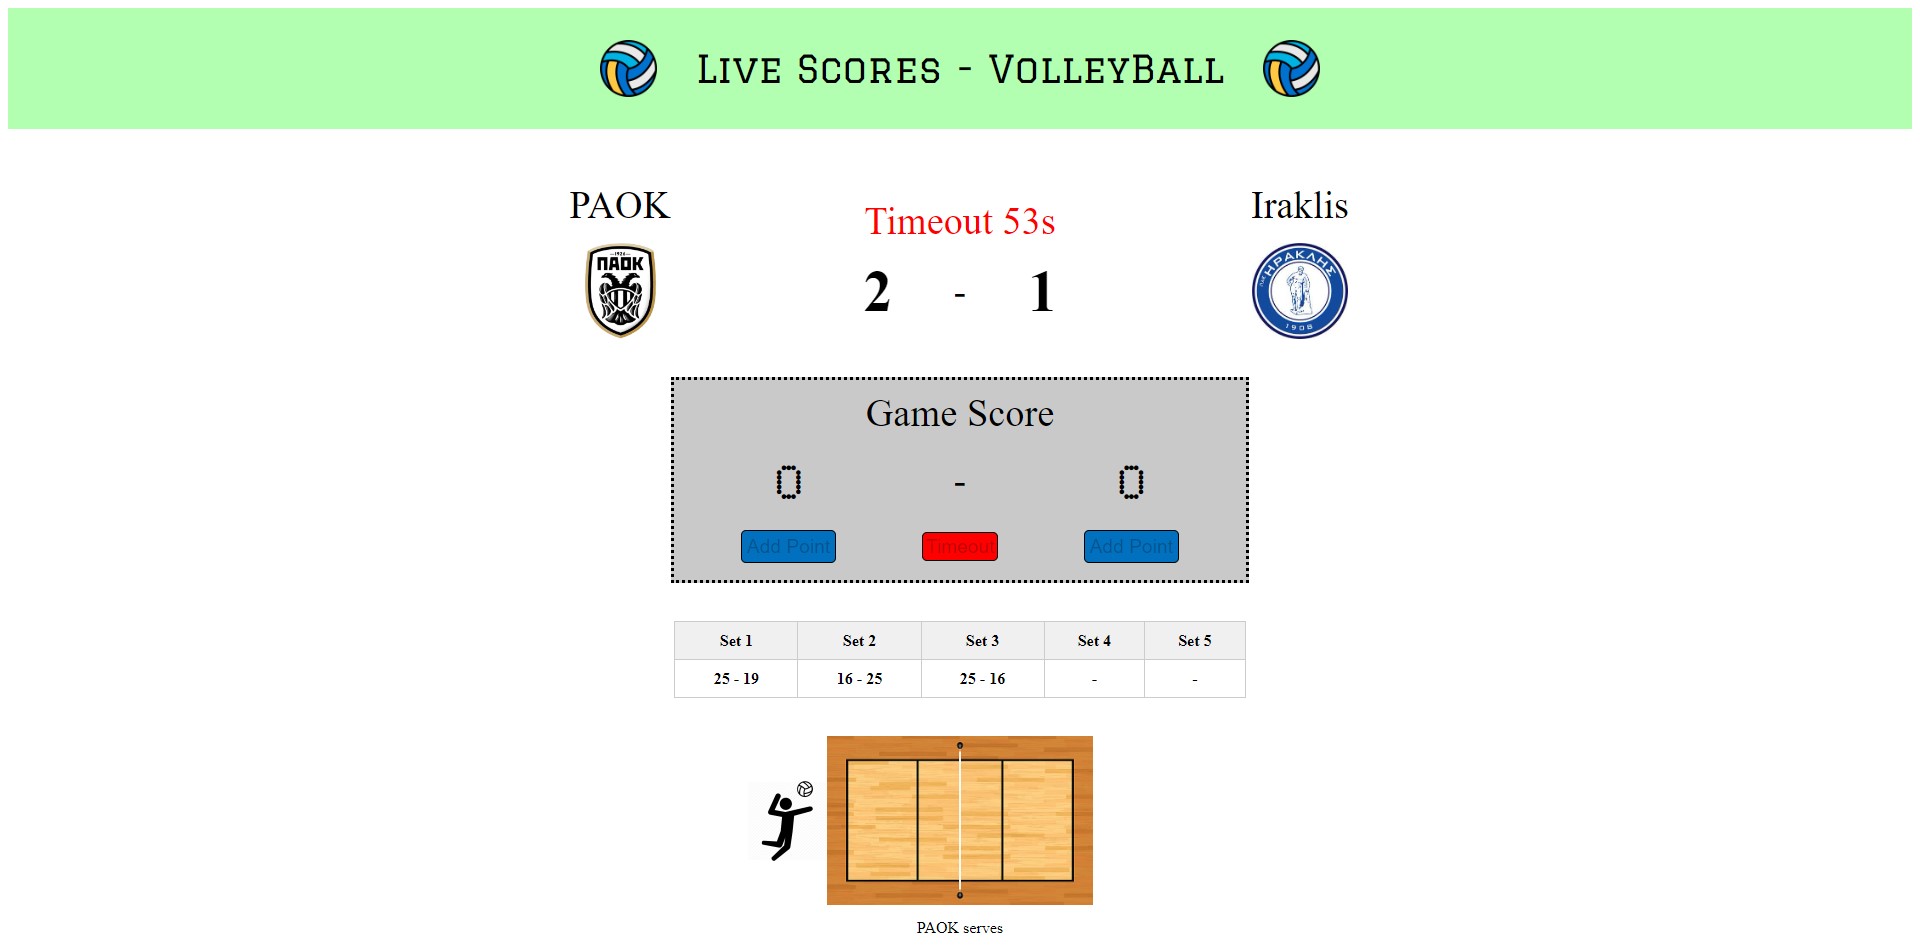 Live Scores - VolleyBall
PAOK
Timeout 53s
Iraklis
1926
ΠΑΟΚ
2 - 1
ΠΑΕ ΗΡΑΚΛΗΣ
1908
Game Score
0 - 0
Add Point Timeout Add Point
Set 1 Set 2 Set 3 Set 4 Set 5
25 - 19 16 - 25 25 - 16 - -
PAOK serves